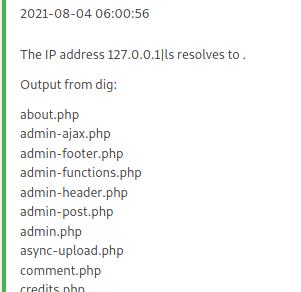 2021-08-04 06:00:56
The IP address 127.0.0.1|ls resolves to .
Output from dig:
about.php
admin-ajax.php
admin-footer.php
admin-functions.php
admin-header.php
admin-post.php
admin.php
async-upload.php
comment.php
credits.php